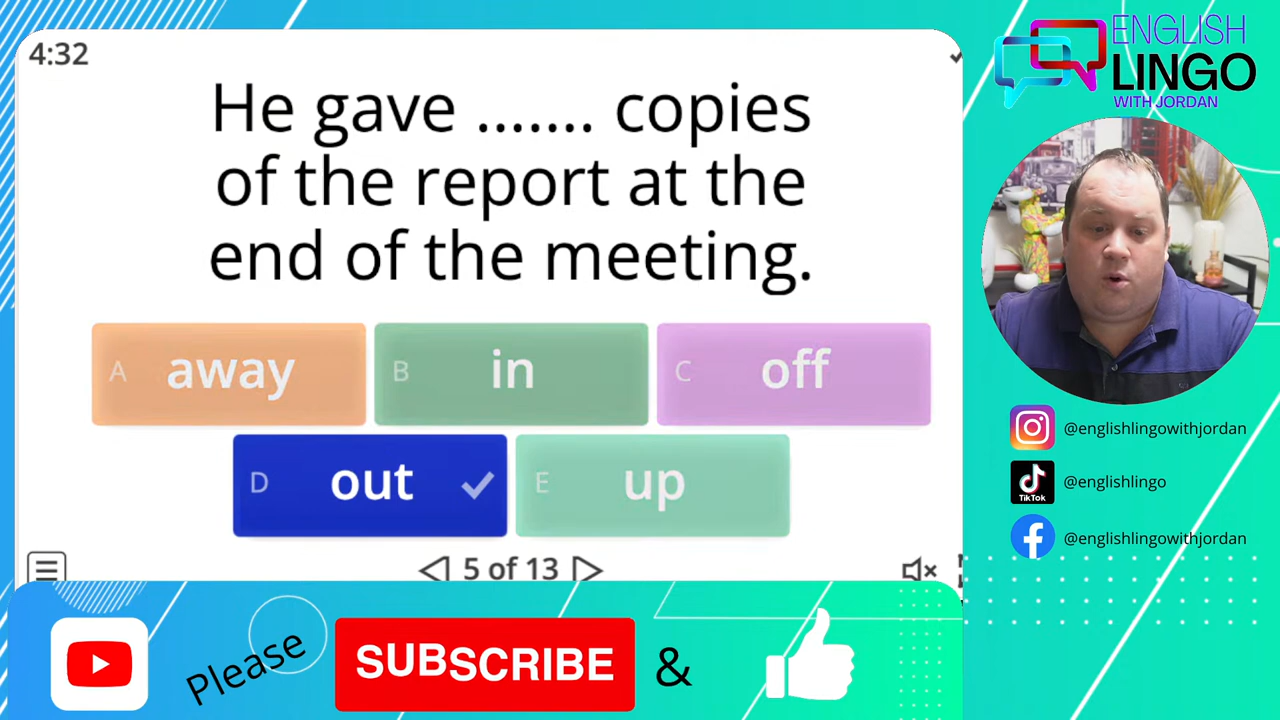 4:32
He gave ....... copies
of the report at the
end of the meeting.
A away
B in
C off
D out
E up
5 of 13
Please
SUBSCRIBE
&
ENGLISH
LINGO
WITH JORDAN
@englishlingowithjordan
TikTok
@englishlingo
@englishlingowithjordan